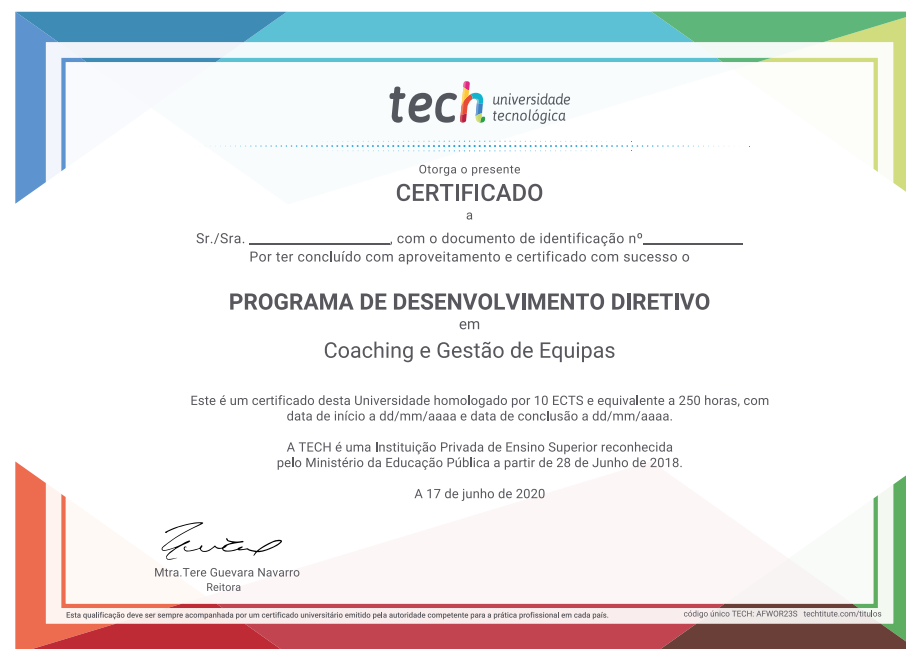 tech universidade
tecnológica
Otorga o presente
CERTIFICADO
a
Sr./Sra. ____________________, com o documento de identificação nº______________
Por ter concluído com aproveitamento e certificado com sucesso o
PROGRAMA DE DESENVOLVIMENTO DIRETIVO
em
Coaching e Gestão de Equipas
Este é um certificado desta Universidade homologado por 10 ECTS e equivalente a 250 horas, com
data de início a dd/mm/aaaa e data de conclusão a dd/mm/aaaa.
A TECH é uma Instituição Privada de Ensino Superior reconhecida
pelo Ministério da Educação Pública a partir de 28 de Junho de 2018.
A 17 de junho de 2020
Mtra.Tere Guevara Navarro
Reitora
Esta qualificação deve ser sempre acompanhada por um certificado universitário emitido pela autoridade competente para a prática profissional em cada país.
código único TECH: AFWOR23S techtitute.com/titulos